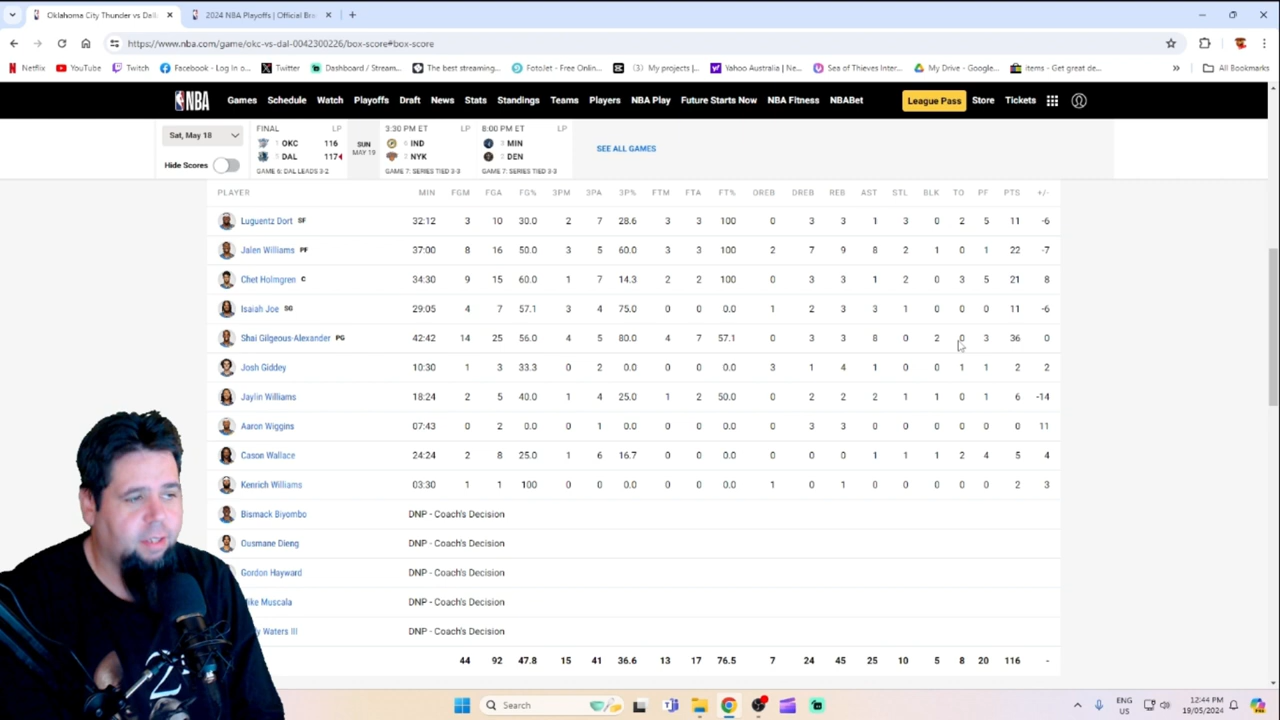 Oklahoma City Thunder vs Dall
2024 NBA Playoffs | Official Bra
https://www.nba.com/game/okc-vs-dal-0042300226/box-score#box-score
Netflix YouTube Twitch Facebook - Log In o... Twitter Dashboard / Stream... The best streaming... FotoJet - Free Onlin... (3) My projects |... Yahoo Australia | Ne... Sea of Thieves Inter... My Drive - Google... items - Get great de... » All Bookmarks
NBA Games Schedule Watch Playoffs Draft News Stats Standings Teams Players NBA Play Future Starts Now NBA Fitness NBABet League Pass Store Tickets
Sat, May 18
Hide Scores
FINAL LP
1 OKC 116
5 DAL 117
GAME 6: DAL LEADS 3-2
SUN
MAY 19
3:30 PM ET LP
6 IND
2 NYK
GAME 7: SERIES TIED 3-3
8:00 PM ET LP
3 MIN
2 DEN
GAME 7: SERIES TIED 3-3
SEE ALL GAMES
PLAYER MIN FGM FGA FG% 3PM 3PA 3P% FTM FTA FT% OREB DREB REB AST STL BLK TO PF PTS +/-
Luguentz Dort SF 32:12 3 10 30.0 2 7 28.6 3 3 100 0 3 3 1 3 0 2 5 11 -6
Jalen Williams PF 37:00 8 16 50.0 3 5 60.0 3 3 100 2 7 9 8 2 1 0 1 22 -7
Chet Holmgren C 34:30 9 15 60.0 1 7 14.3 2 2 100 0 3 3 1 2 0 3 5 21 8
Isaiah Joe SG 29:05 4 7 57.1 3 4 75.0 0 0 0.0 1 2 3 3 1 0 0 0 11 -6
Shai Gilgeous-Alexander PG 42:42 14 25 56.0 4 5 80.0 4 7 57.1 0 3 3 8 0 2 0 3 36 0
Josh Giddey 10:30 1 3 33.3 0 2 0.0 0 0 0.0 3 1 4 1 0 0 1 1 2 2
Jaylin Williams 18:24 2 5 40.0 1 4 25.0 1 2 50.0 0 2 2 2 1 1 0 1 6 -14
Aaron Wiggins 07:43 0 2 0.0 0 1 0.0 0 0 0.0 0 3 3 0 0 0 0 0 0 11
Cason Wallace 24:24 2 8 25.0 1 6 16.7 0 0 0.0 0 0 0 1 1 1 2 4 5 4
Kenrich Williams 03:30 1 1 100 0 0 0.0 0 0 0.0 1 0 1 0 0 0 0 0 2 3
Bismack Biyombo DNP - Coach's Decision
Ousmane Dieng DNP - Coach's Decision
Gordon Hayward DNP - Coach's Decision
Mike Muscala DNP - Coach's Decision
Waters III DNP - Coach's Decision
44 92 47.8 15 41 36.6 13 17 76.5 7 24 45 25 10 5 8 20 116 -
Search
ENG
US
12:44 PM
19/05/2024